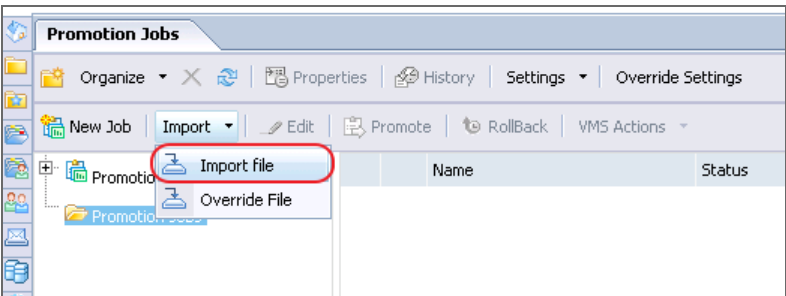 Promotion Jobs
Organize Properties History Settings Override Settings
New Job Import Edit Promote RollBack VMS Actions
Import file
Override File
Name Status
Promotio
Promotion Jobs